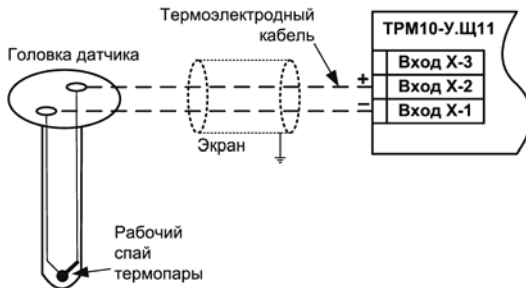 Термоэлектродный
кабель
ТРМ10-У.Щ11
Головка датчика
Вход Х-3
+
Вход Х-2
–
Вход Х-1
Экран
Рабочий
спай
термопары